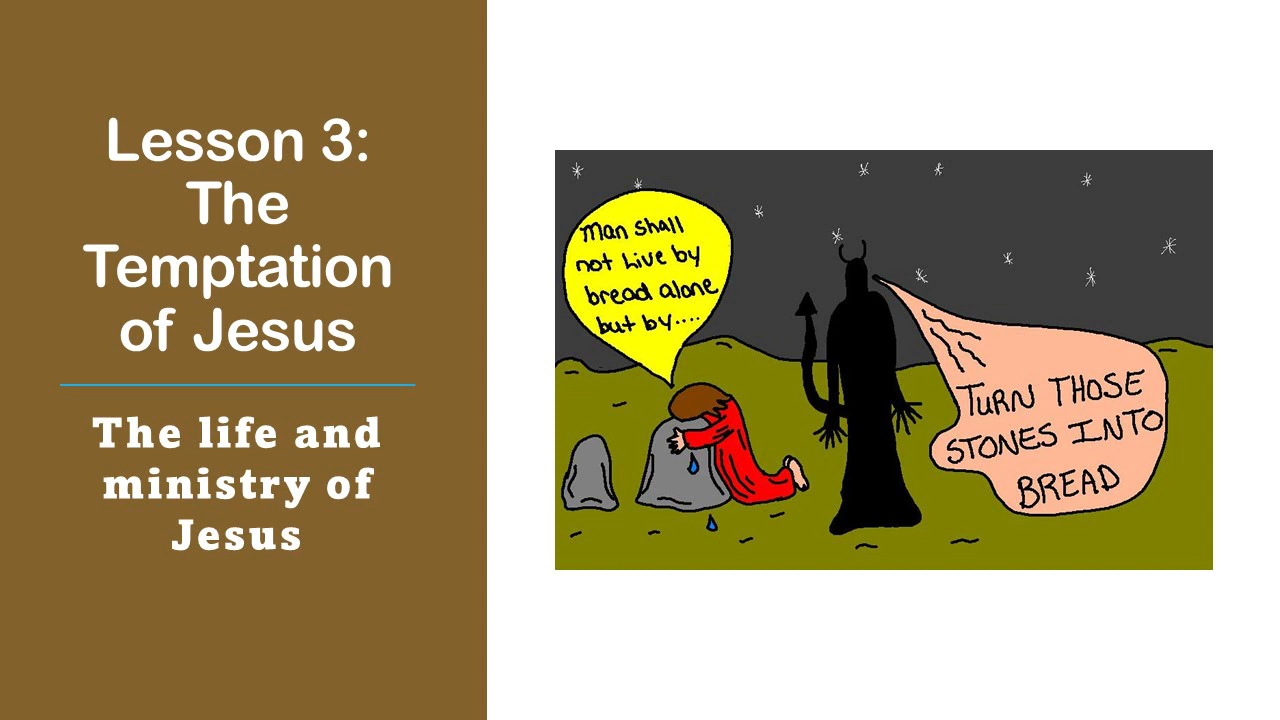 Lesson 3:
The
Temptation
of Jesus
The life and
ministry of
Jesus
Man shall
not live by
bread alone
but by....
TURN THOSE
STONES INTO
BREAD